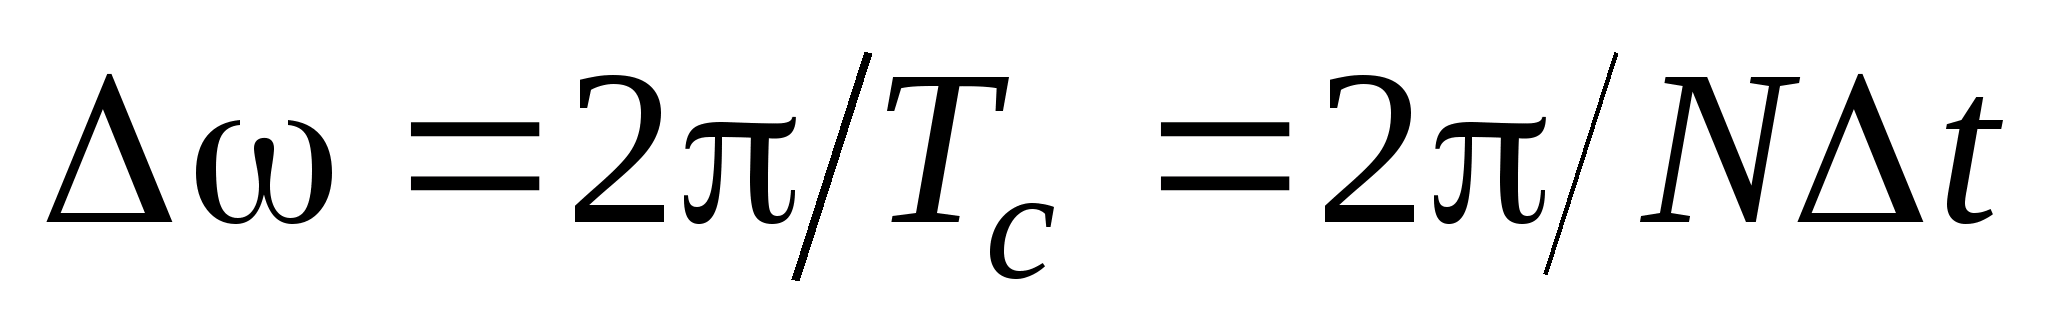 Δω = 2π/T_c = 2π/NΔt